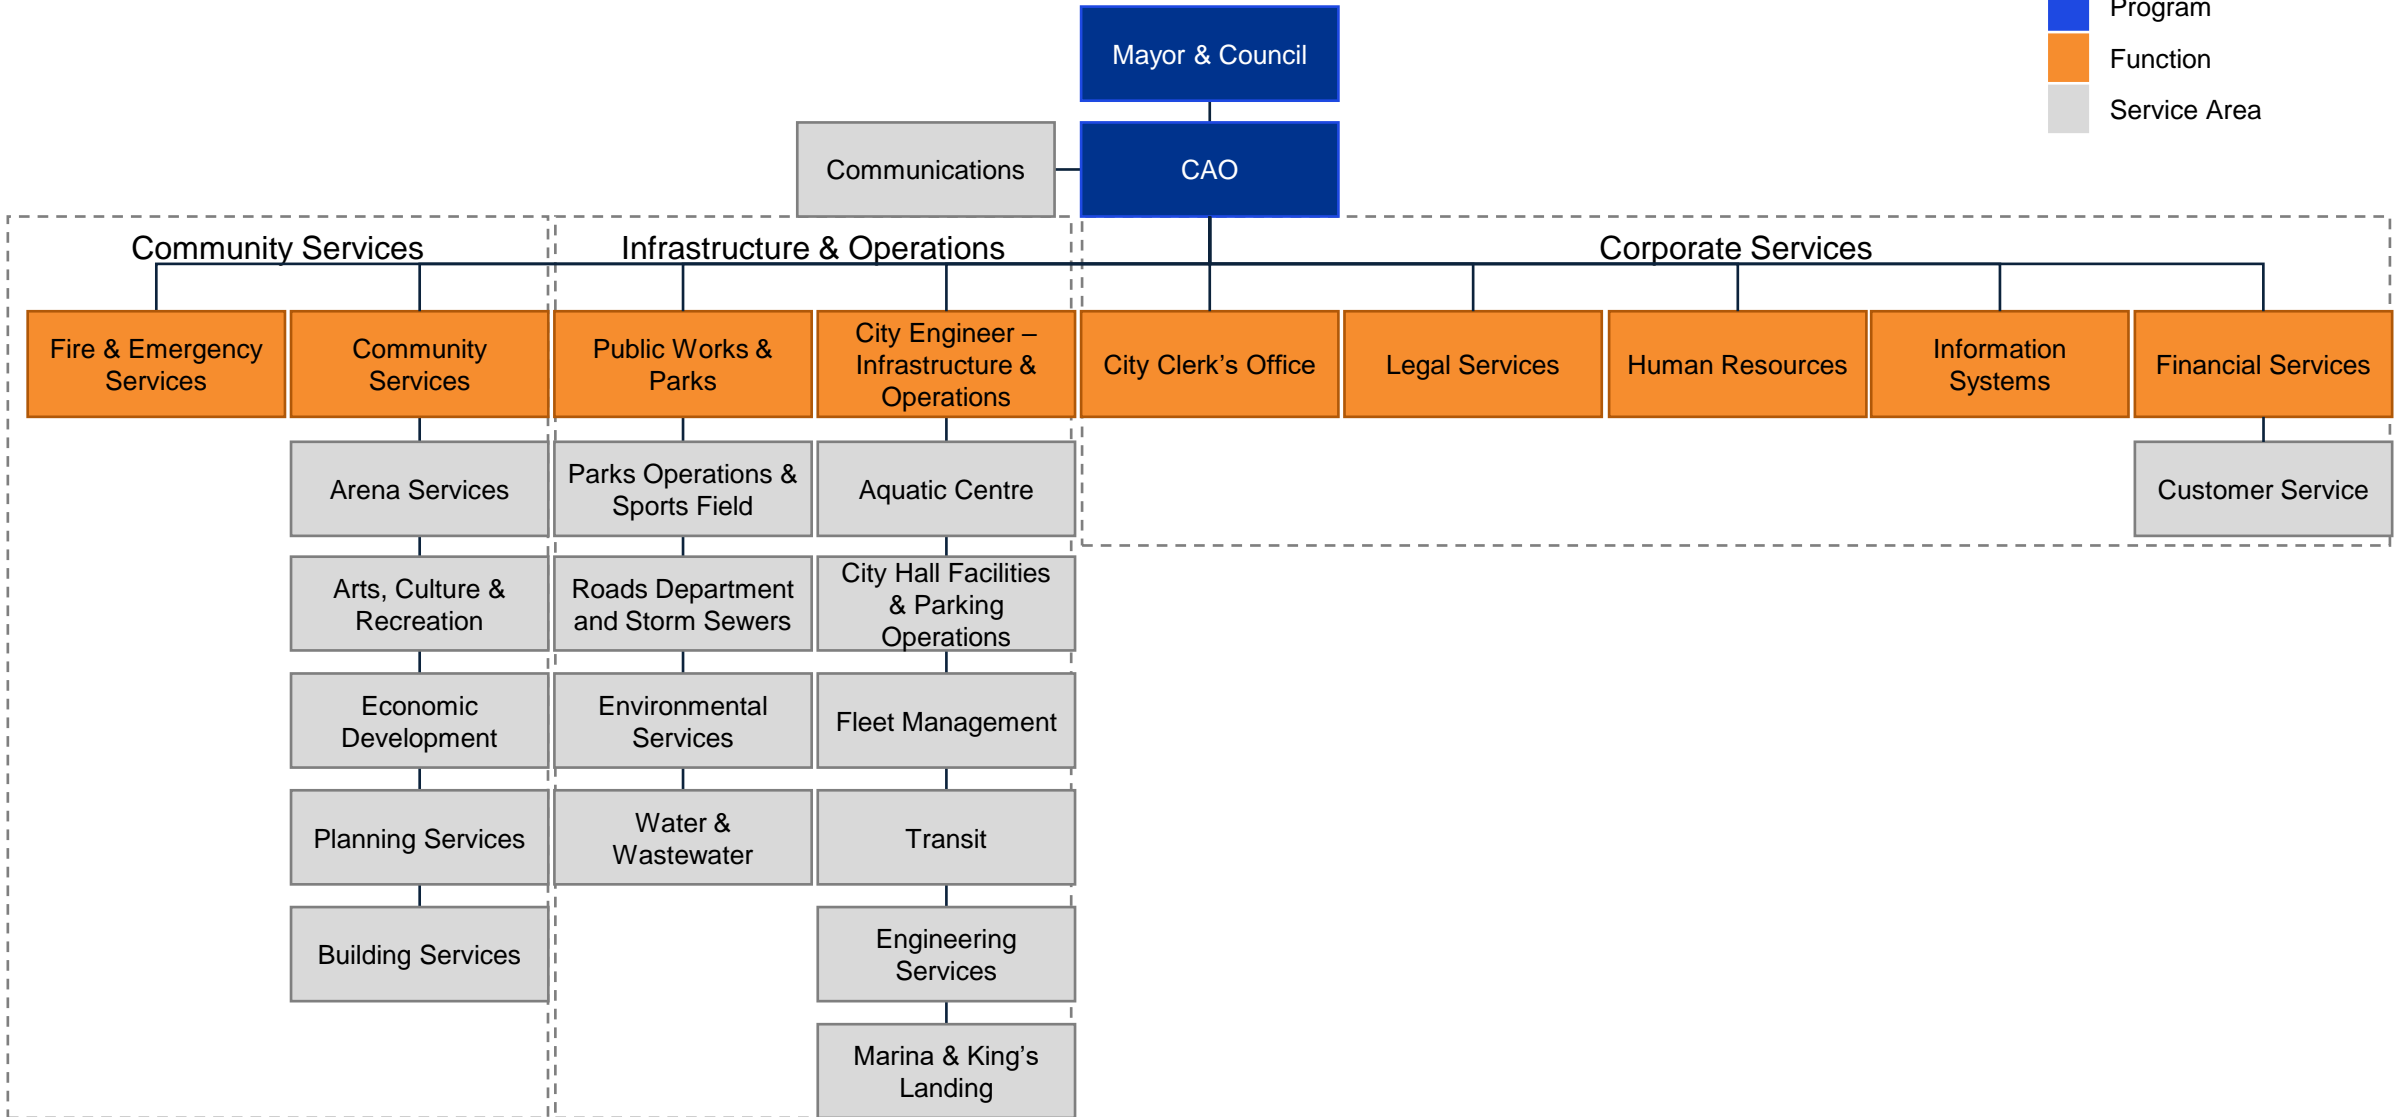 Program
Function
Service Area
Mayor & Council
Communications
CAO
Community Services
Infrastructure & Operations
Corporate Services
Fire & Emergency
Services
Community
Services
Public Works &
Parks
City Engineer –
Infrastructure &
Operations
City Clerk’s Office
Legal Services
Human Resources
Information
Systems
Financial Services
Arena Services
Parks Operations &
Sports Field
Aquatic Centre
Customer Service
Arts, Culture &
Recreation
Roads Department
and Storm Sewers
City Hall Facilities
& Parking
Operations
Economic
Development
Environmental
Services
Fleet Management
Planning Services
Water &
Wastewater
Transit
Building Services
Engineering
Services
Marina & King’s
Landing